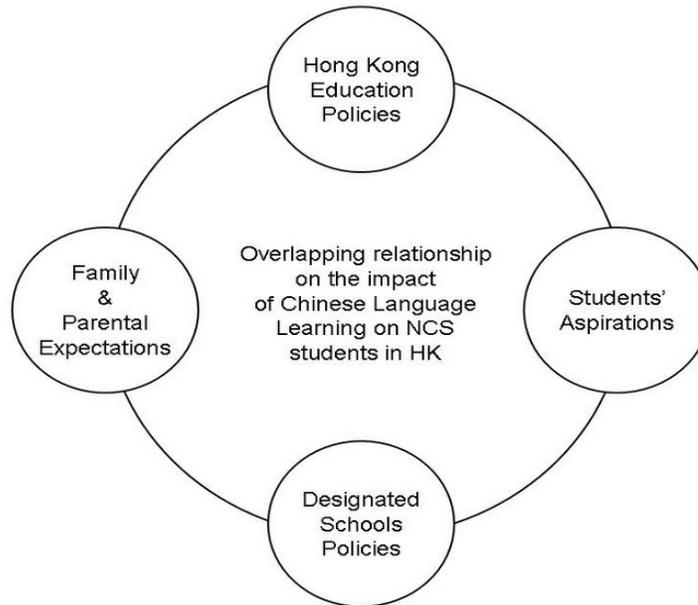 Hong Kong
Education
Policies
Family
&
Parental
Expectations
Overlapping relationship
on the impact
of Chinese Language
Learning on NCS
students in HK
Students’
Aspirations
Designated
Schools
Policies